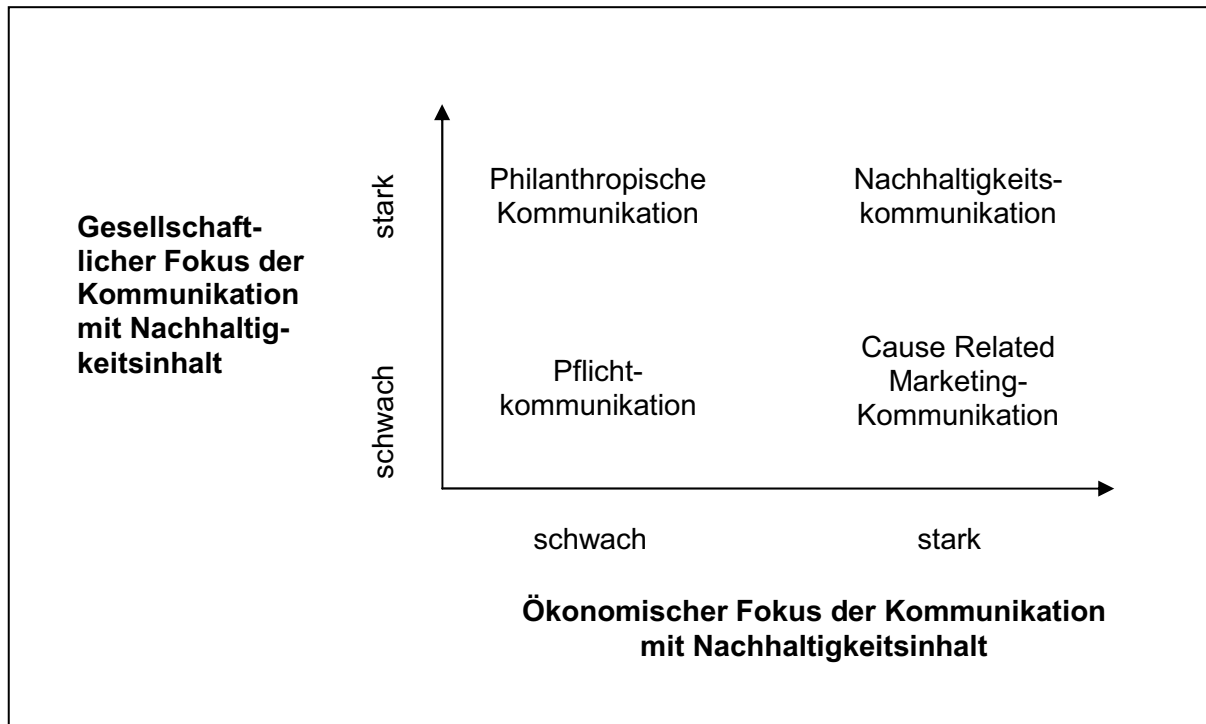 Gesellschaft-
licher Fokus der
Kommunikation
mit Nachhaltig-
keitsinhalt
stark
schwach
Philanthropische
Kommunikation
Nachhaltigkeits-
kommunikation
Pflicht-
kommunikation
Cause Related
Marketing-
Kommunikation
schwach
stark
Ökonomischer Fokus der Kommunikation
mit Nachhaltigkeitsinhalt